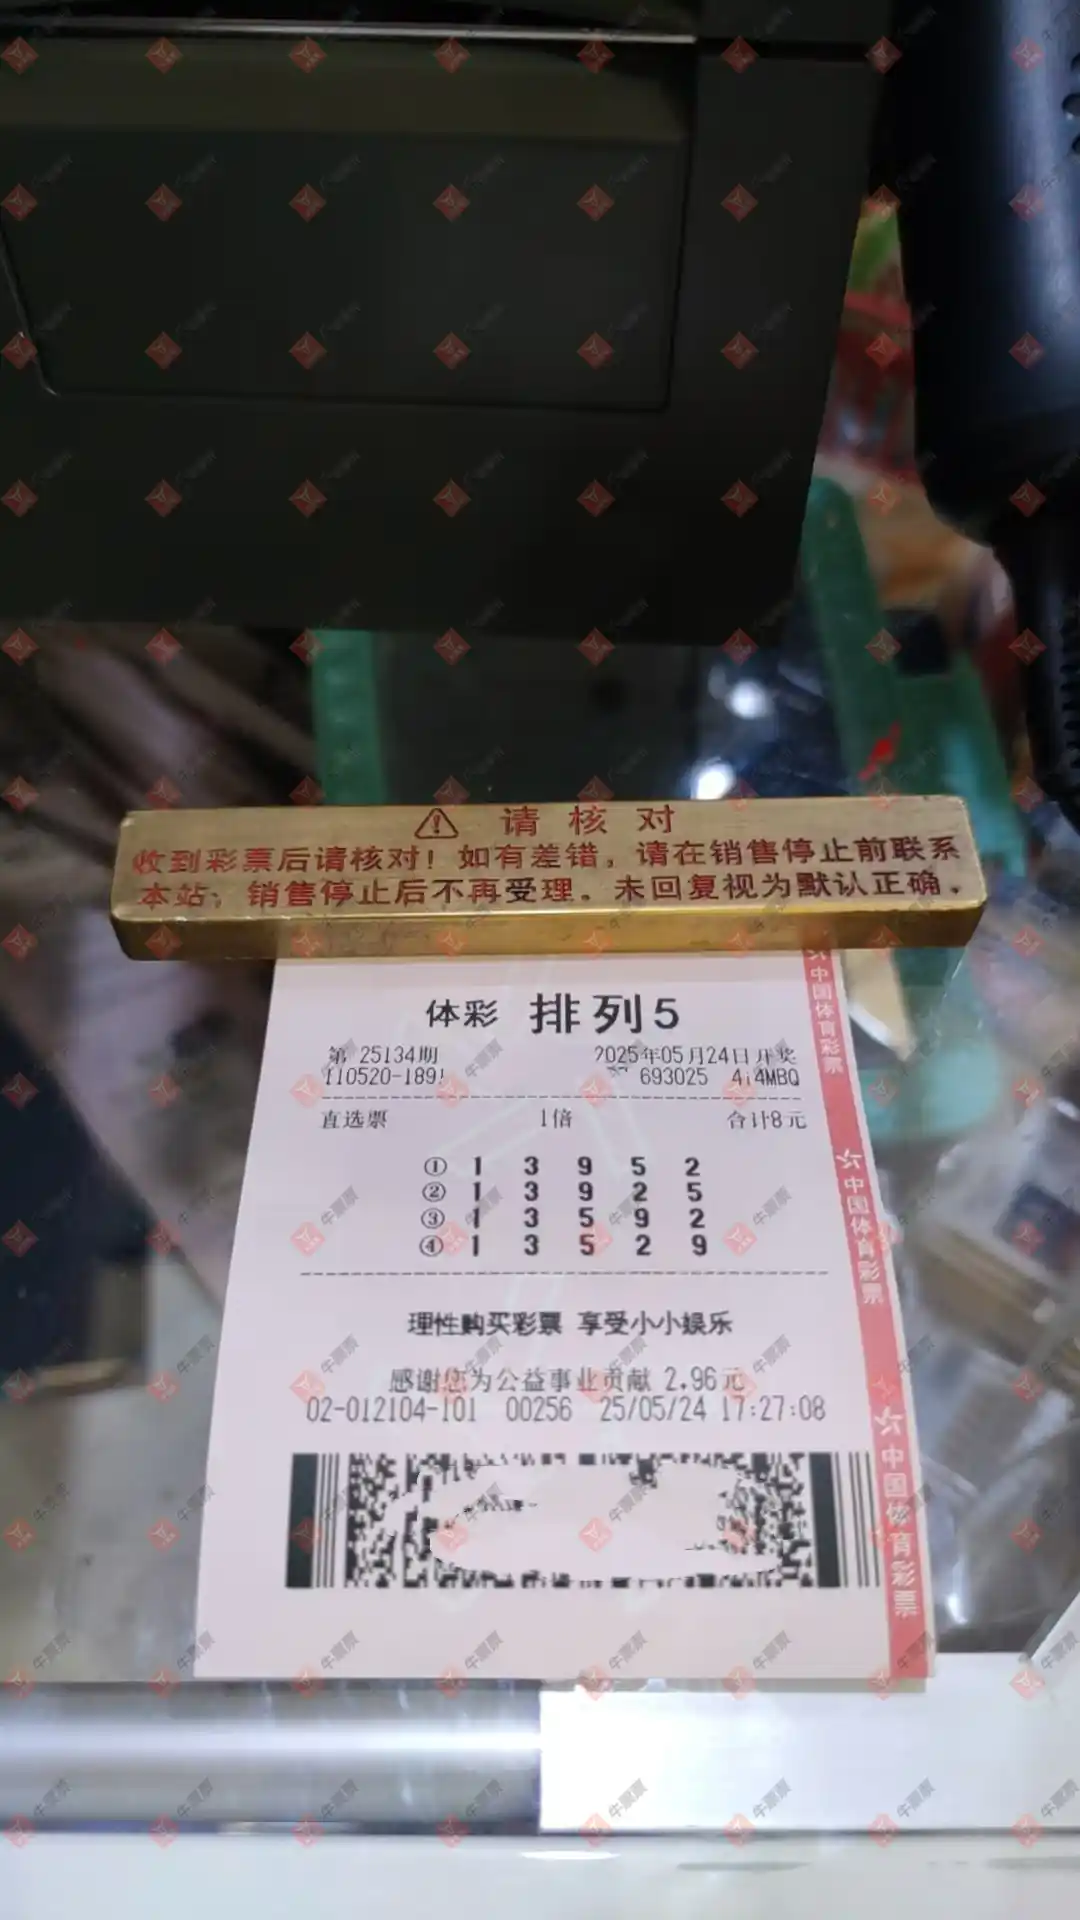 请核对
收到彩票后请核对！如有差错，请在销售停止前联系
本站；销售停止后不再受理。未回复视为默认正确。
体彩 排列5
第 25134期 2025年05月24日开奖
110520-189 693025 4i4MBQ
直选票 1倍 合计8元
① 1 3 9 5 2
② 1 3 9 2 5
③ 1 3 5 9 2
④ 1 3 5 2 9
理性购买彩票 享受小小娱乐
感谢您为公益事业贡献 2.96元
02-012104-101 00256 25/05/24 17:27:08
中国体育彩票
中国体育彩票
中国体育彩票
牛票票